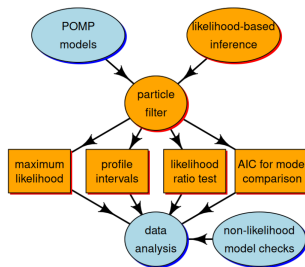 POMP
models
likelihood-based
inference
particle
filter
maximum
likelihood
profile
intervals
likelihood
ratio test
AIC for model
comparison
data
analysis
non-likelihood
model checks